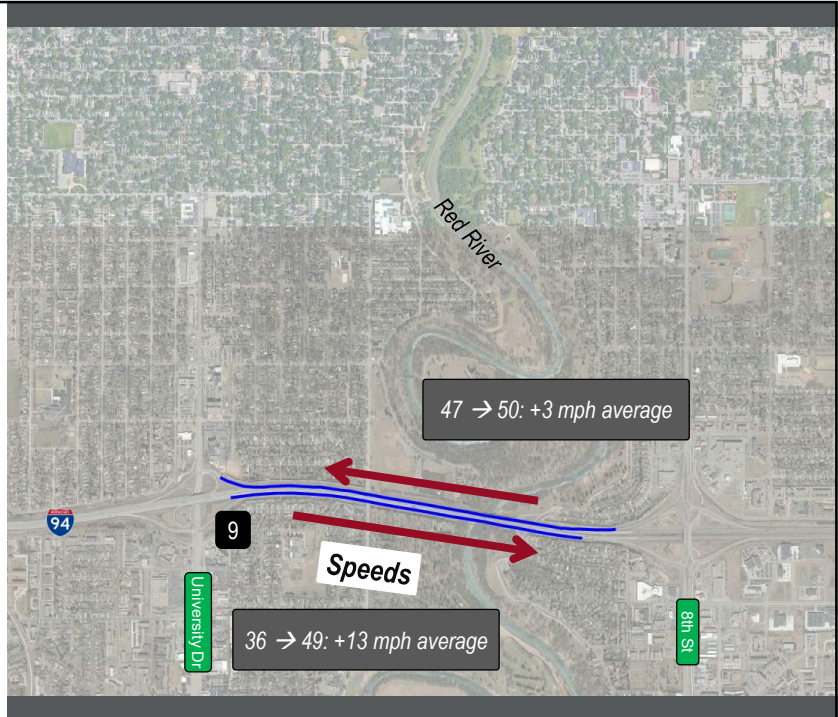 Red River
47 → 50: +3 mph average
INTERSTATE
94
9
Speeds
University Dr
36 → 49: +13 mph average
8th St